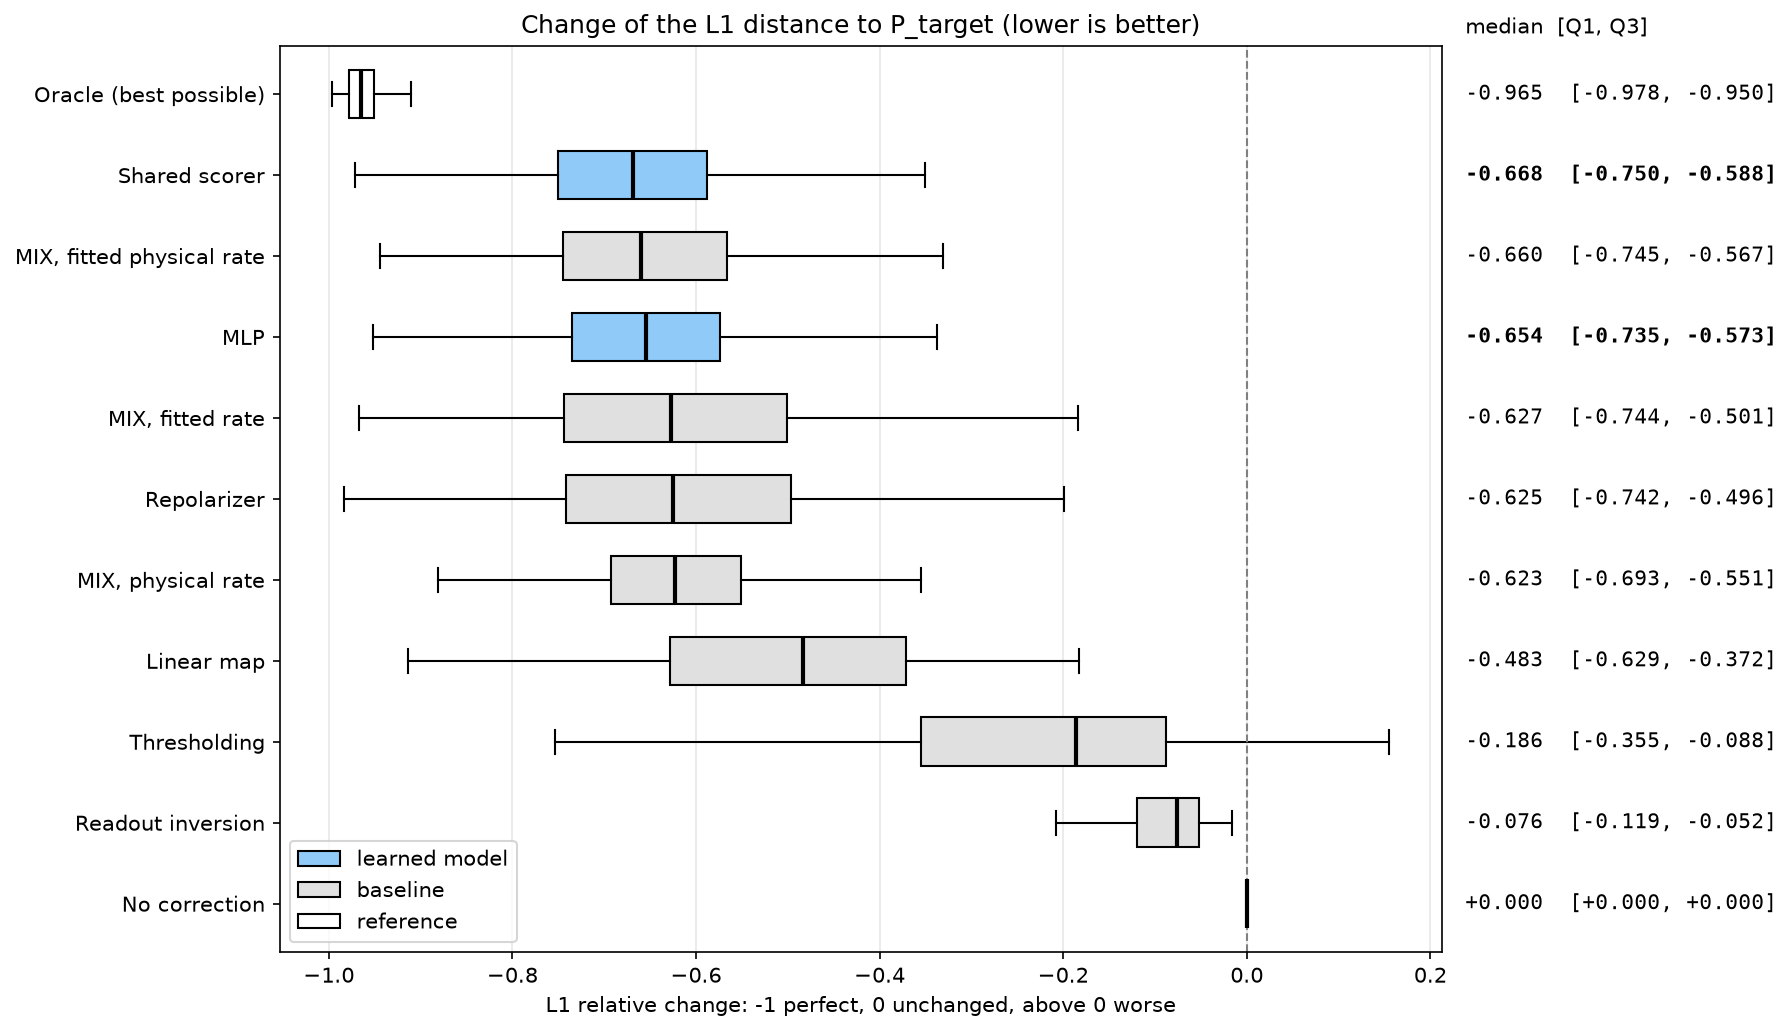 Change of the L1 distance to P_target (lower is better)
median [Q1, Q3]
Oracle (best possible) -0.965 [-0.978, -0.950]
Shared scorer -0.668 [-0.750, -0.588]
MIX, fitted physical rate -0.660 [-0.745, -0.567]
MLP -0.654 [-0.735, -0.573]
MIX, fitted rate -0.627 [-0.744, -0.501]
Repolarizer -0.625 [-0.742, -0.496]
MIX, physical rate -0.623 [-0.693, -0.551]
Linear map -0.483 [-0.629, -0.372]
Thresholding -0.186 [-0.355, -0.088]
Readout inversion -0.076 [-0.119, -0.052]
No correction +0.000 [+0.000, +0.000]
learned model
baseline
reference
−1.0 −0.8 −0.6 −0.4 −0.2 0.0 0.2
L1 relative change: -1 perfect, 0 unchanged, above 0 worse